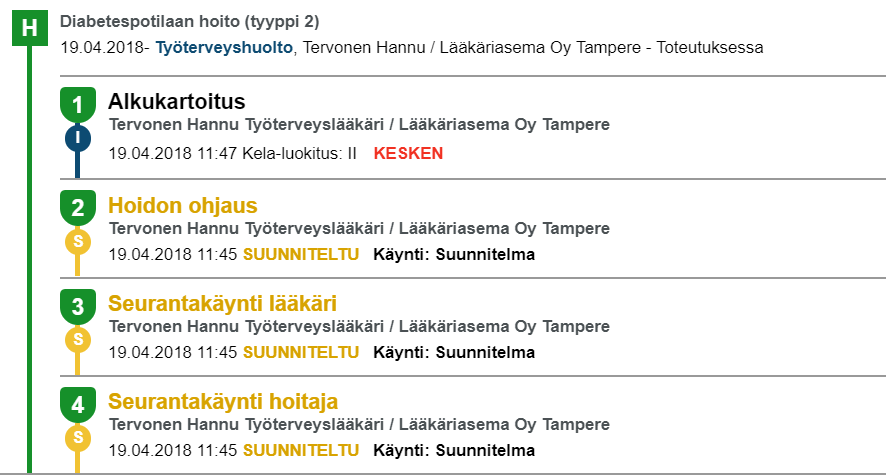 H
Diabetespotilaan hoito (tyyppi 2)
19.04.2018- Työterveyshuolto, Tervonen Hannu / Lääkäriasema Oy Tampere - Toteutuksessa
1
Alkukartoitus
Tervonen Hannu Työterveyslääkäri / Lääkäriasema Oy Tampere
I
19.04.2018 11:47 Kela-luokitus: II KESKEN
2
Hoidon ohjaus
Tervonen Hannu Työterveyslääkäri / Lääkäriasema Oy Tampere
S
19.04.2018 11:45 SUUNNITELTU Käynti: Suunnitelma
3
Seurantakäynti lääkäri
Tervonen Hannu Työterveyslääkäri / Lääkäriasema Oy Tampere
S
19.04.2018 11:45 SUUNNITELTU Käynti: Suunnitelma
4
Seurantakäynti hoitaja
Tervonen Hannu Työterveyslääkäri / Lääkäriasema Oy Tampere
S
19.04.2018 11:45 SUUNNITELTU Käynti: Suunnitelma